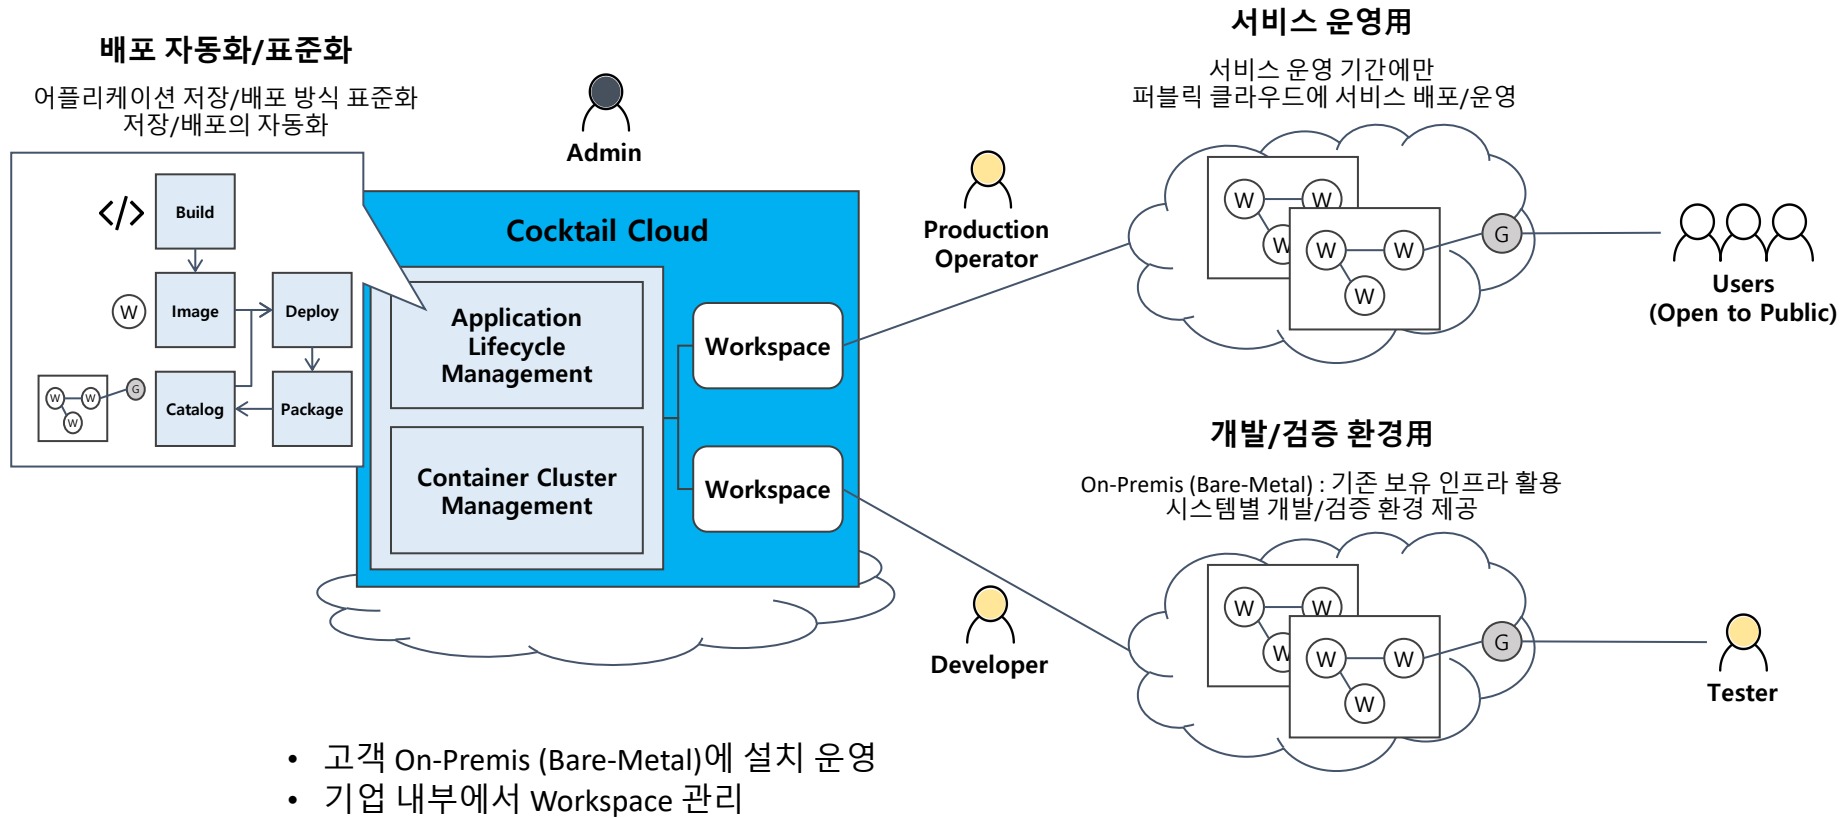 배포 자동화/표준화
어플리케이션 저장/배포 방식 표준화
저장/배포의 자동화
Build
W
Image
Deploy
Catalog
Package
W
W
W
G
Admin
Cocktail Cloud
Application
Lifecycle
Management
Container Cluster
Management
Workspace
Workspace
Production
Operator
Developer
서비스 운영用
서비스 운영 기간에만
퍼블릭 클라우드에 서비스 배포/운영
W
W
W
W
W
W
G
Users
(Open to Public)
개발/검증 환경用
On-Premis (Bare-Metal) : 기존 보유 인프라 활용
시스템별 개발/검증 환경 제공
W
W
W
W
W
W
G
Tester
• 고객 On-Premis (Bare-Metal)에 설치 운영
• 기업 내부에서 Workspace 관리